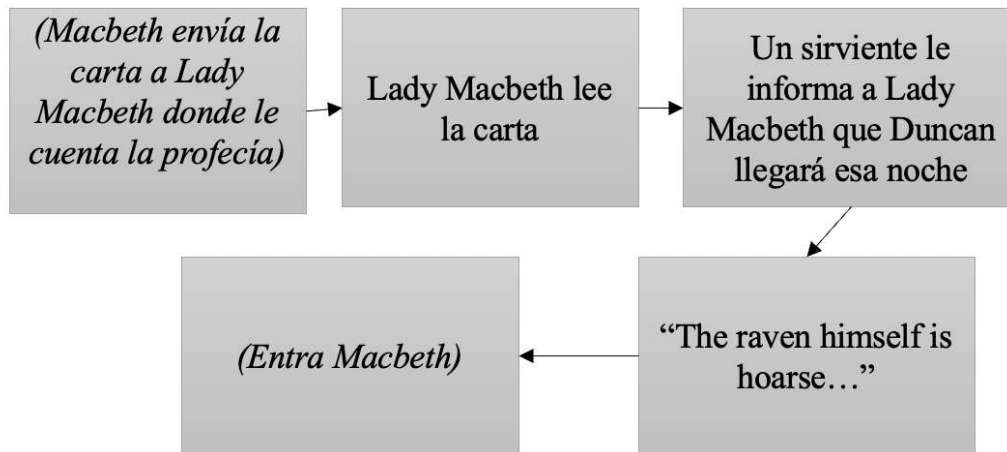 (Macbeth envía la
carta a Lady
Macbeth donde le
cuenta la profecía)
Lady Macbeth lee
la carta
Un sirviente le
informa a Lady
Macbeth que Duncan
llegará esa noche
“The raven himself is
hoarse…”
(Entra Macbeth)